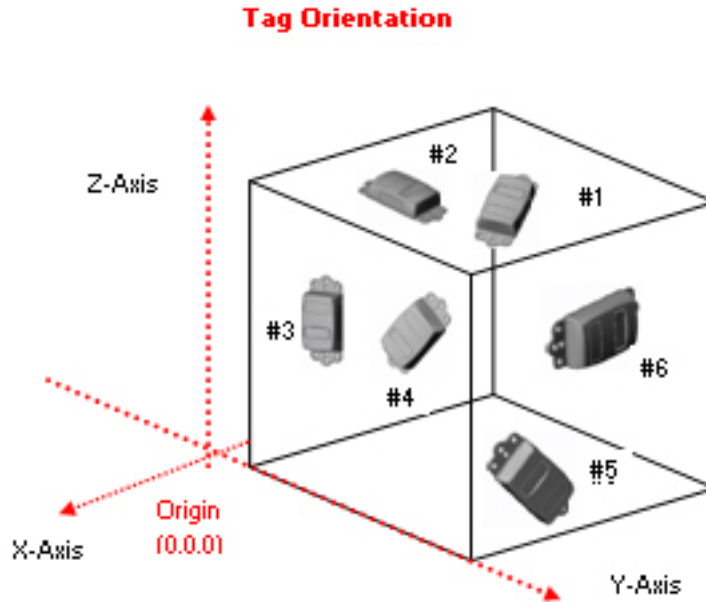 Tag Orientation
#2
Z-Axis
#1
#3
#6
#4
#5
Origin
(0,0,0)
X-Axis
Y-Axis